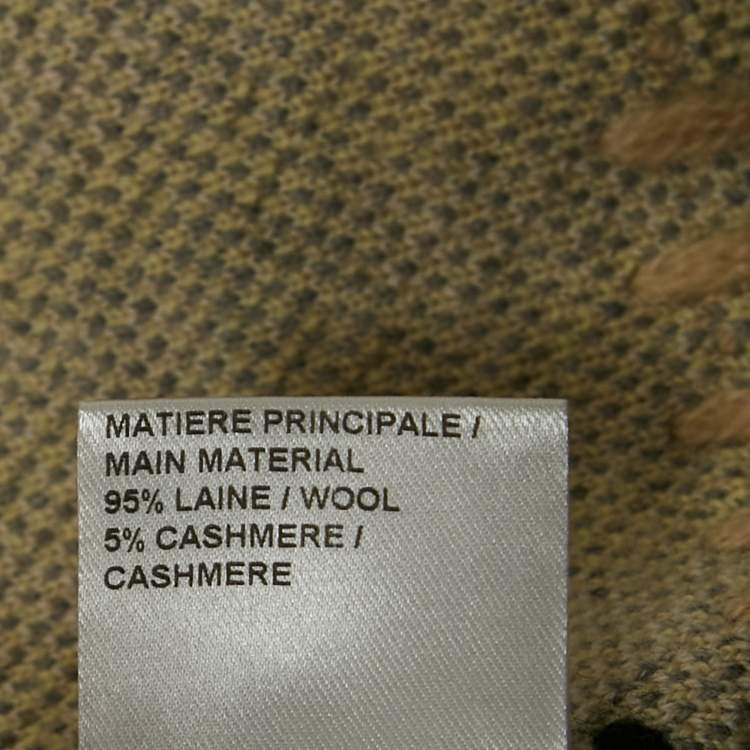 MATIERE PRINCIPALE /
MAIN MATERIAL
95% LAINE / WOOL
5% CASHMERE /
CASHMERE